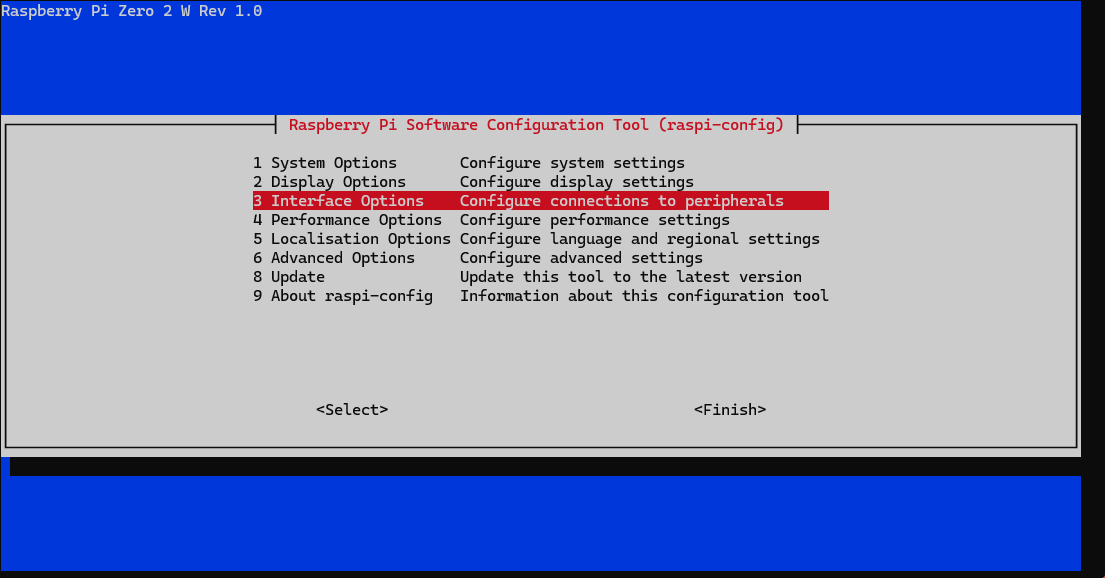 Raspberry Pi Zero 2 W Rev 1.0
Raspberry Pi Software Configuration Tool (raspi-config)
1 System Options Configure system settings
2 Display Options Configure display settings
3 Interface Options Configure connections to peripherals
4 Performance Options Configure performance settings
5 Localisation Options Configure language and regional settings
6 Advanced Options Configure advanced settings
8 Update Update this tool to the latest version
9 About raspi-config Information about this configuration tool
<Select> <Finish>